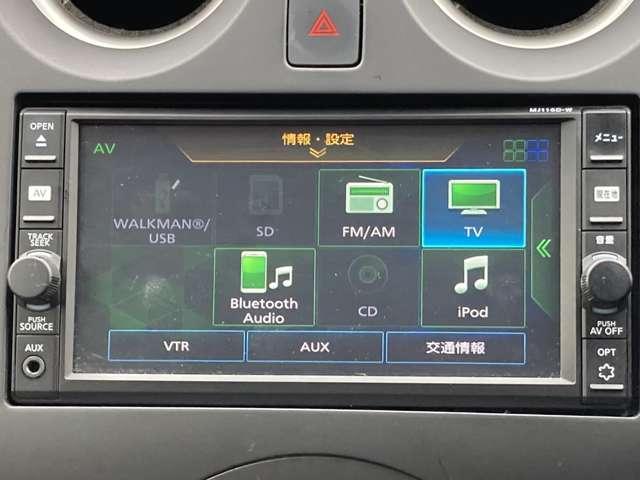 MJ116D-W
OPEN
AV
TRACK
SEEK
PUSH
SOURCE
AUX
AV
情報・設定
WALKMAN®/
USB
SD
FM/AM
TV
Bluetooth
Audio
CD
iPod
VTR
AUX
交通情報
メニュー
現在地
音量
PUSH
AV OFF
OPT